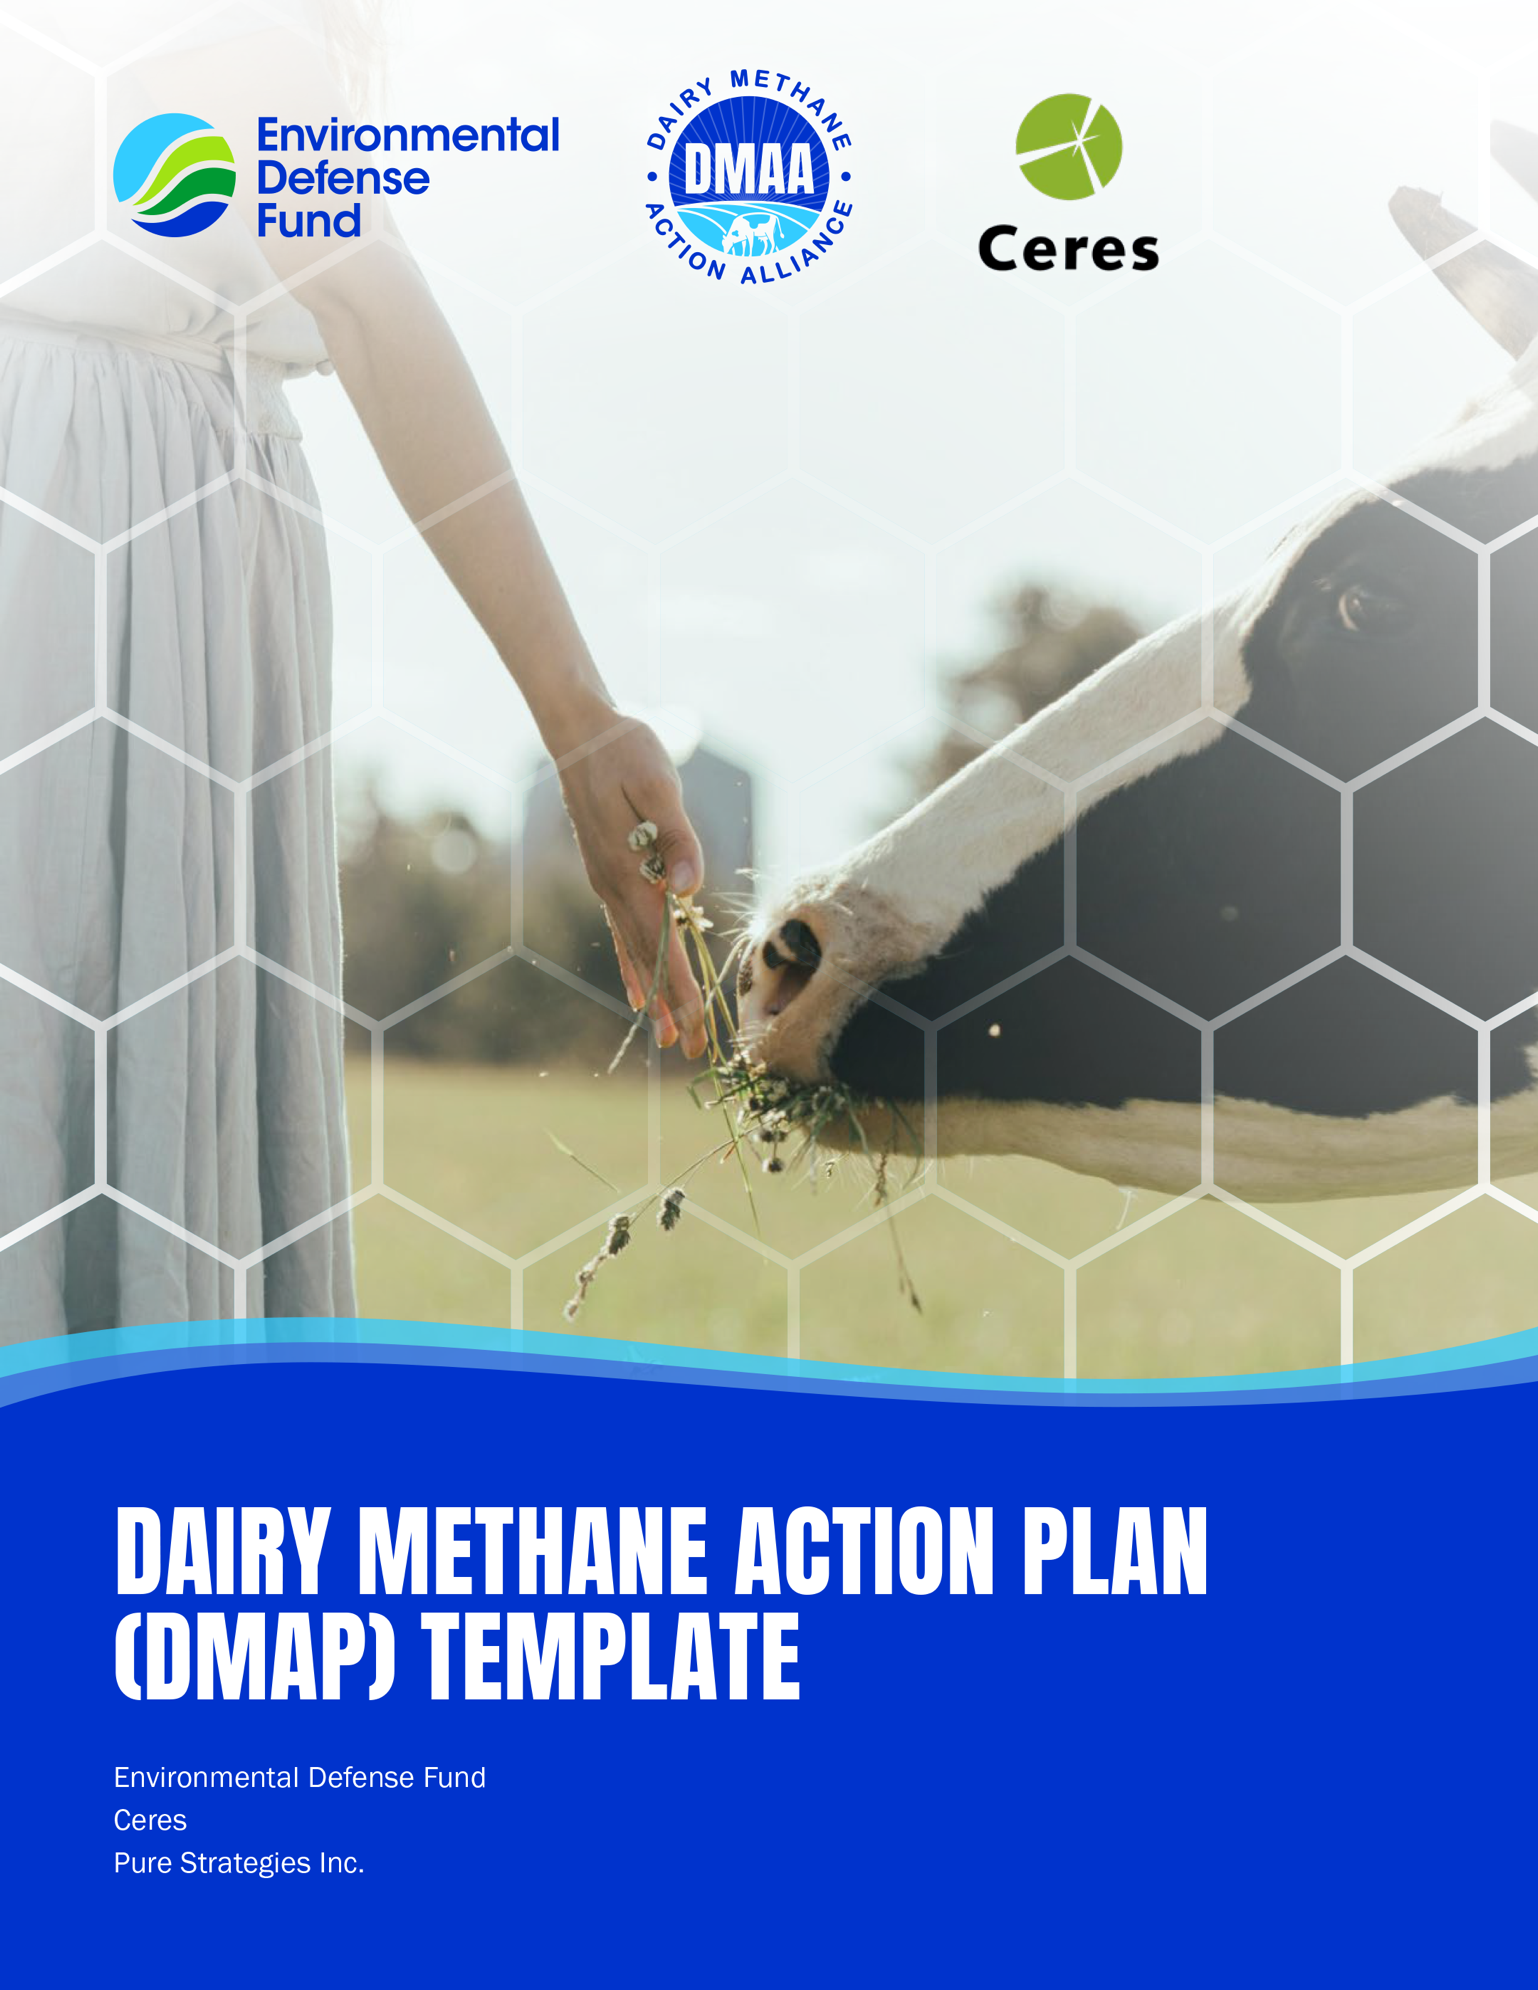 Environmental
Defense
Fund
DAIRY METHANE
DMAA
ACTION ALLIANCE
Ceres
DAIRY METHANE ACTION PLAN
(DMAP) TEMPLATE
Environmental Defense Fund
Ceres
Pure Strategies Inc.